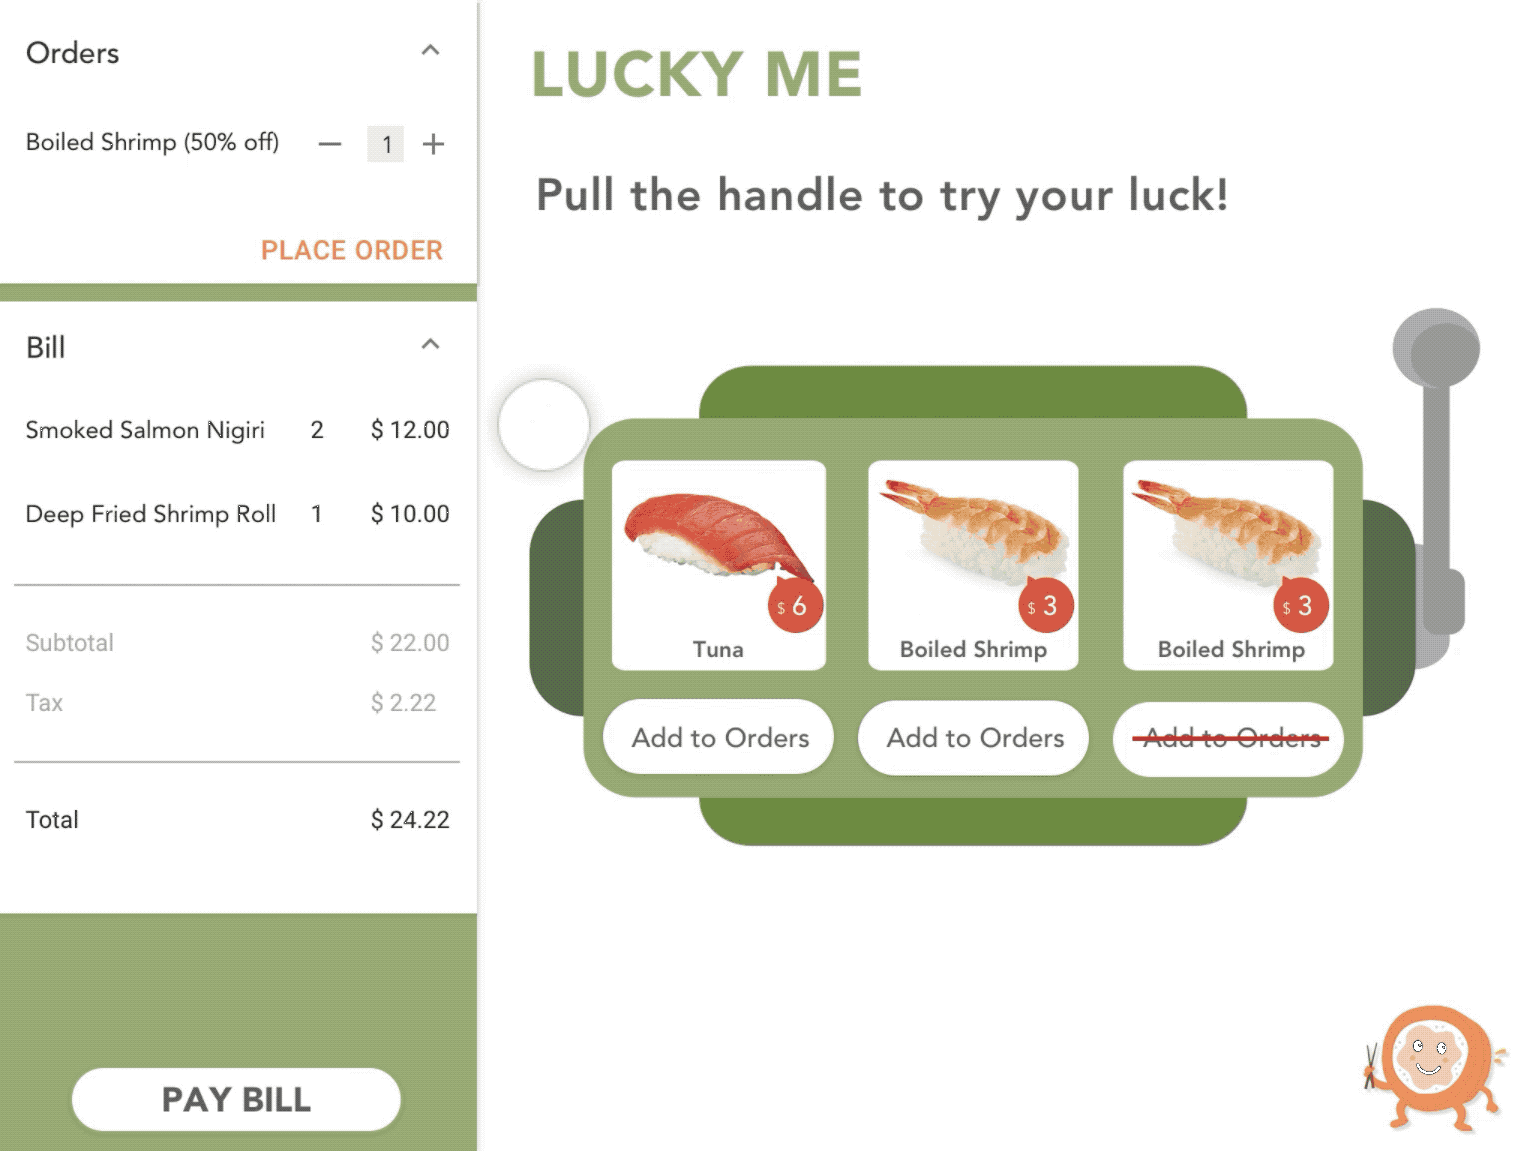 Orders
Boiled Shrimp (50% off) — 1 +
PLACE ORDER
Bill
Smoked Salmon Nigiri 2 $ 12.00
Deep Fried Shrimp Roll 1 $ 10.00
Subtotal $ 22.00
Tax $ 2.22
Total $ 24.22
PAY BILL
LUCKY ME
Pull the handle to try your luck!
$ 6 $ 3 $ 3
Tuna Boiled Shrimp Boiled Shrimp
Add to Orders Add to Orders Add to Orders